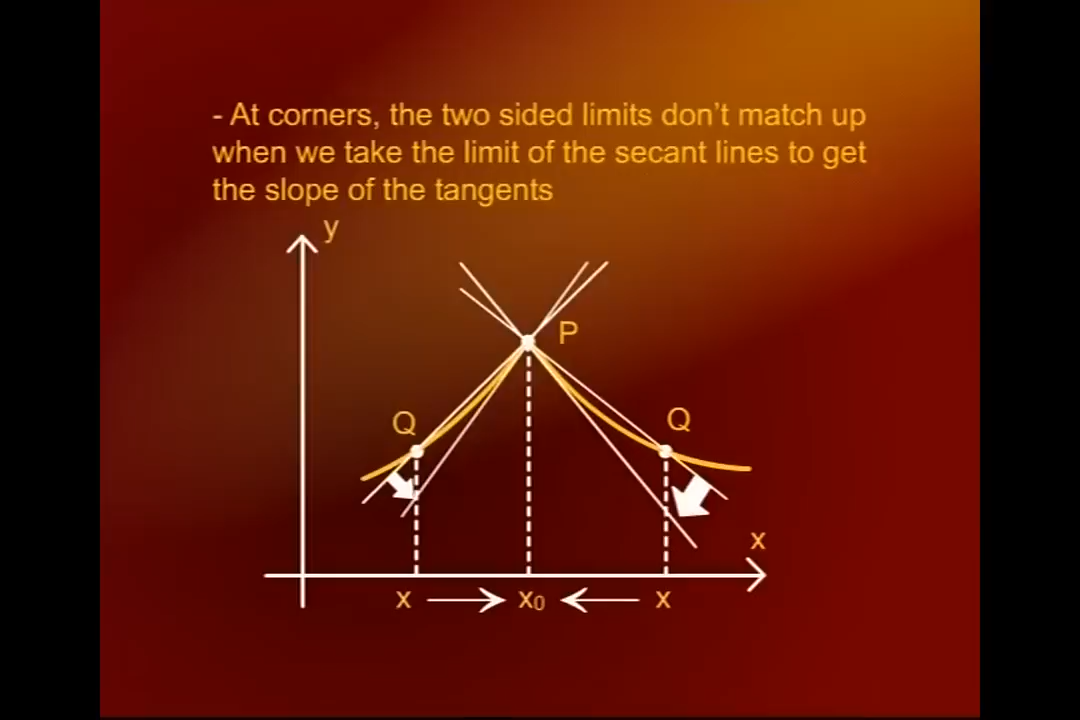 - At corners, the two sided limits don't match up
when we take the limit of the secant lines to get
the slope of the tangents
y
P
Q
Q
x
x
x0
x